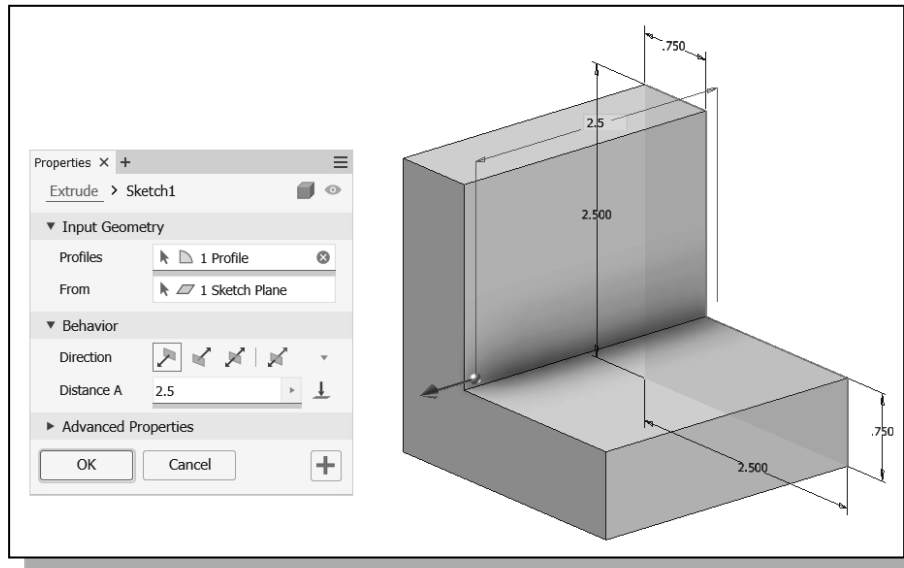 Properties × +
Extrude > Sketch1
▼ Input Geometry
Profiles 1 Profile
From 1 Sketch Plane
▼ Behavior
Direction
Distance A 2.5
▶ Advanced Properties
OK Cancel +
.750
2.5
2.500
.750
2.500